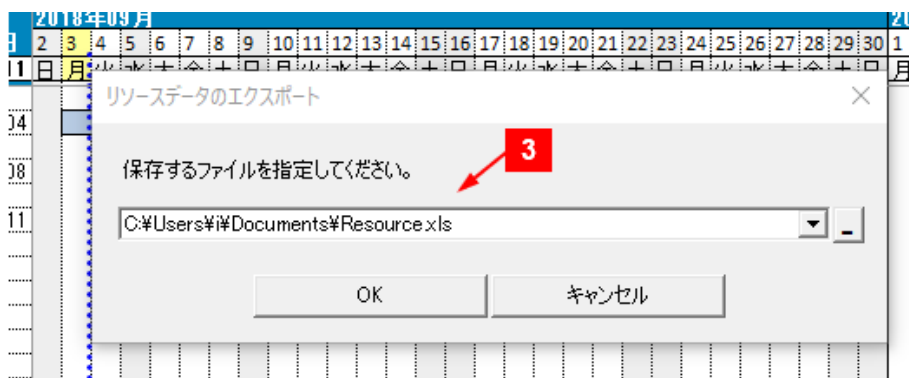 2018年09月 20
2 3 4 5 6 7 8 9 10 11 12 13 14 15 16 17 18 19 20 21 22 23 24 25 26 27 28 29 30 1
日 月 火 水 木 金 土 日 月 火 水 木 金 土 日 月 火 水 木 金 土 日 月 火 水 木 金 土 日 月
リソースデータのエクスポート
04
3
08
保存するファイルを指定してください。
11
C:¥Users¥i¥Documents¥Resource.xls
OK キャンセル